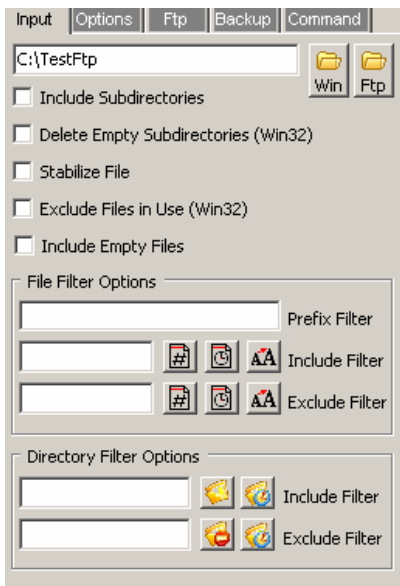 Input Options Ftp Backup Command
C:\TestFtp
Win Ftp
Include Subdirectories
Delete Empty Subdirectories (Win32)
Stabilize File
Exclude Files in Use (Win32)
Include Empty Files
File Filter Options
Prefix Filter
# AA Include Filter
# AA Exclude Filter
Directory Filter Options
Include Filter
Exclude Filter